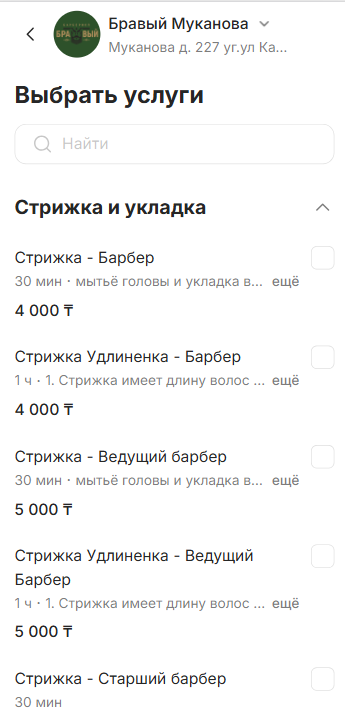 Бравый Муканова
Муканова д. 227 уг.ул Ка...
БРАВЫЙ
Выбрать услуги
Найти
Стрижка и укладка
Стрижка - Барбер
30 мин · мытьё головы и укладка в... ещё
4 000 ₸
Стрижка Удлиненка - Барбер
1 ч · 1. Стрижка имеет длину волос ... ещё
4 000 ₸
Стрижка - Ведущий барбер
30 мин · мытьё головы и укладка в... ещё
5 000 ₸
Стрижка Удлиненка - Ведущий
Барбер
1 ч · 1. Стрижка имеет длину волос ... ещё
5 000 ₸
Стрижка - Старший барбер
30 мин